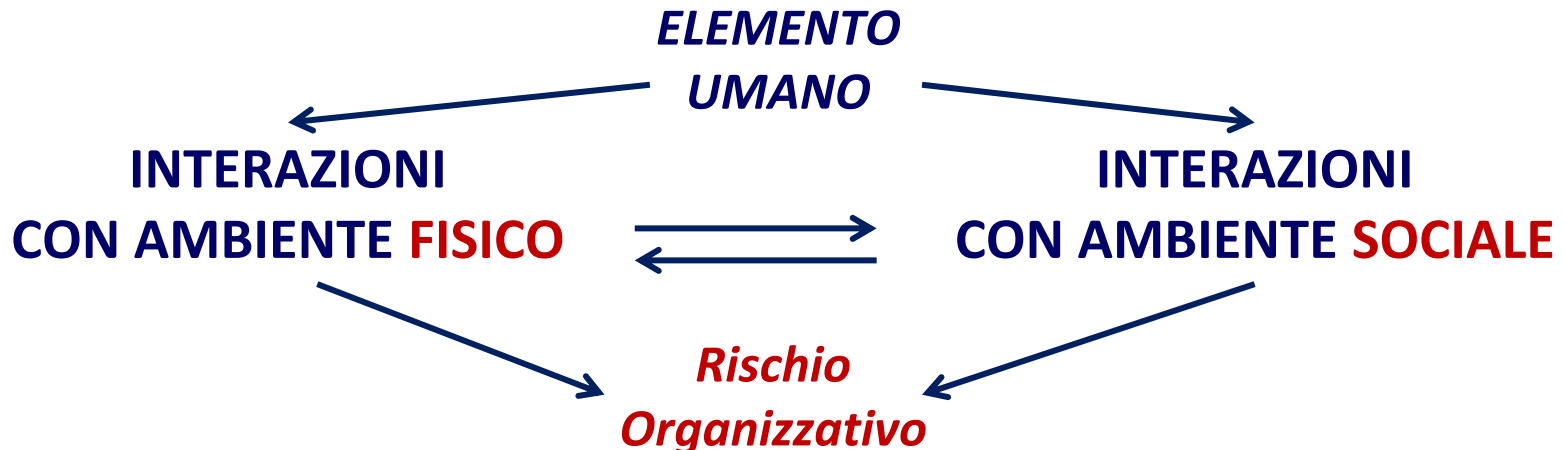 ELEMENTO
UMANO
INTERAZIONI
CON AMBIENTE FISICO
INTERAZIONI
CON AMBIENTE SOCIALE
Rischio
Organizzativo